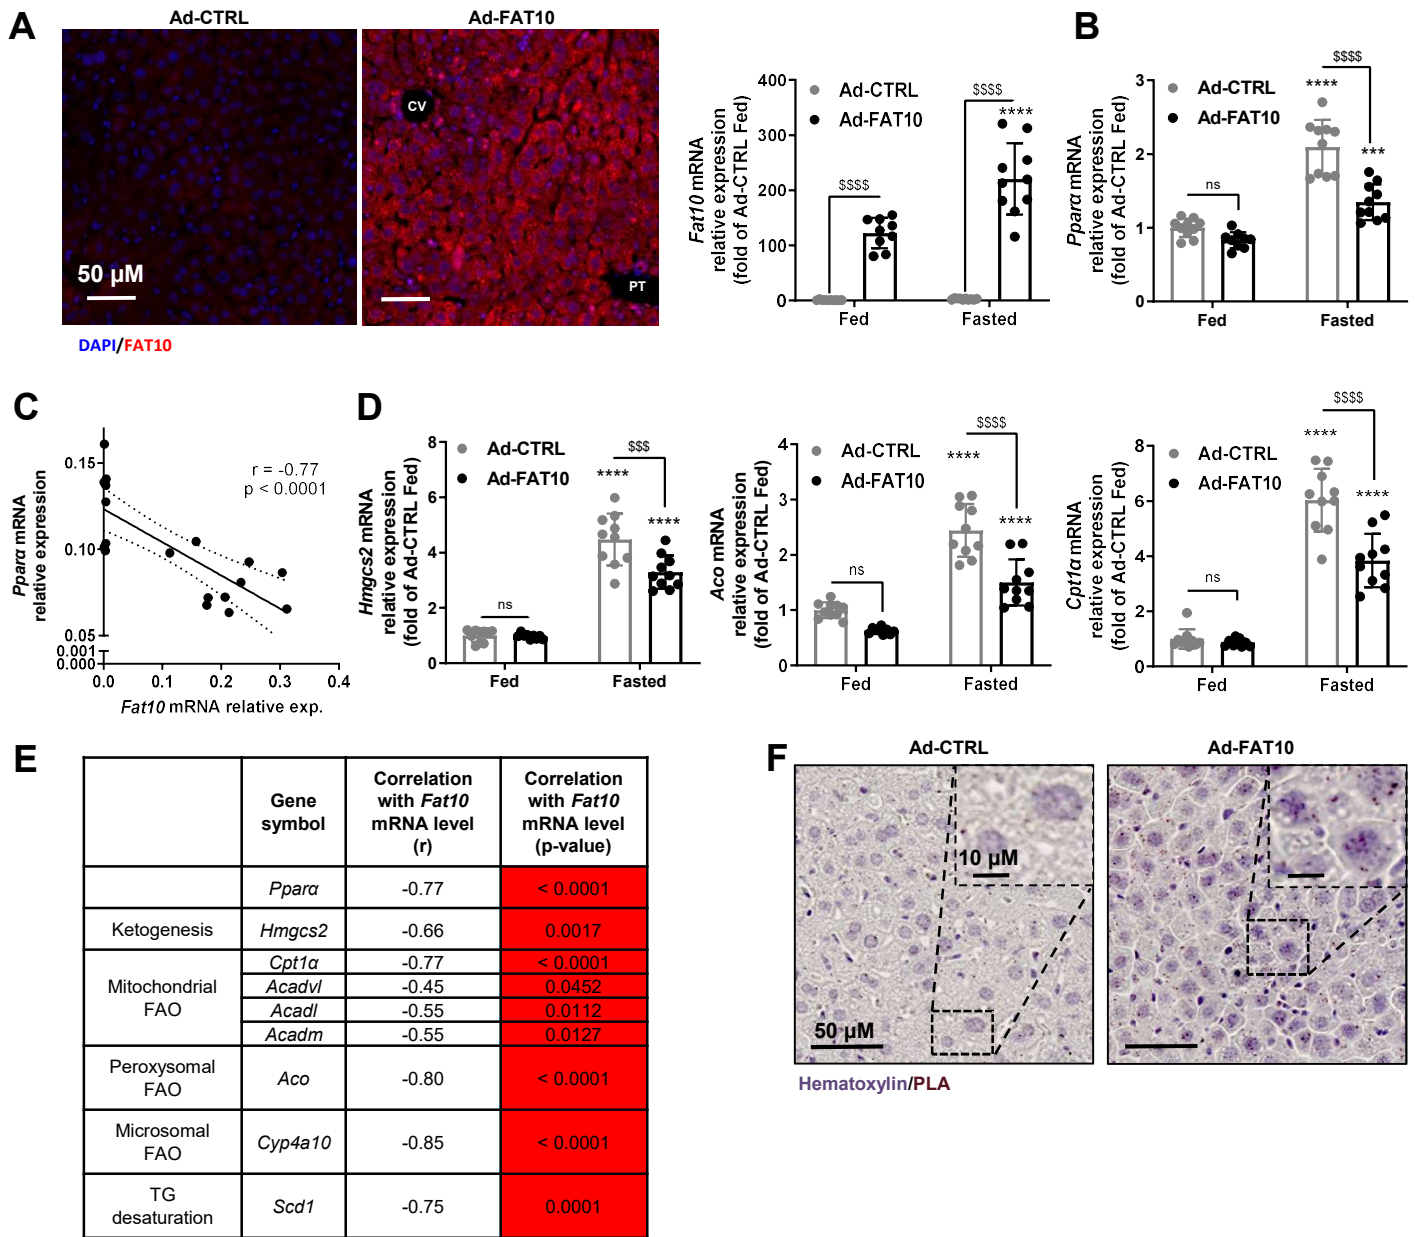 A
Ad-CTRL
Ad-FAT10
50 µM
CV
PT
DAPI/FAT10
Fat10 mRNA
relative expression
(fold of Ad-CTRL Fed)
400
300
200
100
0
Ad-CTRL
Ad-FAT10
$$$$
$$$$
****
Fed
Fasted
B
Pparα mRNA
relative expression
(fold of Ad-CTRL Fed)
3
2
1
0
Ad-CTRL
Ad-FAT10
ns
$$$$
****
***
Fed
Fasted
C
Pparα mRNA
relative expression
0.15
0.10
0.05
0.001
0.000
r = -0.77
p < 0.0001
0.0
0.1
0.2
0.3
0.4
Fat10 mRNA relative exp.
D
Hmgcs2 mRNA
relative expression
(fold of Ad-CTRL Fed)
8
6
4
2
0
Ad-CTRL
Ad-FAT10
ns
$$$
****
****
Fed
Fasted
Aco mRNA
relative expression
(fold of Ad-CTRL Fed)
4
3
2
1
0
Ad-CTRL
Ad-FAT10
ns
$$$$
****
****
Fed
Fasted
Cpt1α mRNA
relative expression
(fold of Ad-CTRL Fed)
8
6
4
2
0
Ad-CTRL
Ad-FAT10
ns
$$$$
****
****
Fed
Fasted
E
Gene
symbol
Correlation
with Fat10
mRNA level
(r)
Correlation
with Fat10
mRNA level
(p-value)
Pparα
-0.77
< 0.0001
Ketogenesis
Hmgcs2
-0.66
0.0017
Mitochondrial
FAO
Cpt1α
-0.77
< 0.0001
Acadvl
-0.45
0.0452
Acadl
-0.55
0.0112
Acadm
-0.55
0.0127
Peroxysomal
FAO
Aco
-0.80
< 0.0001
Microsomal
FAO
Cyp4a10
-0.85
< 0.0001
TG
desaturation
Scd1
-0.75
0.0001
F
Ad-CTRL
Ad-FAT10
10 µM
50 µM
Hematoxylin/PLA